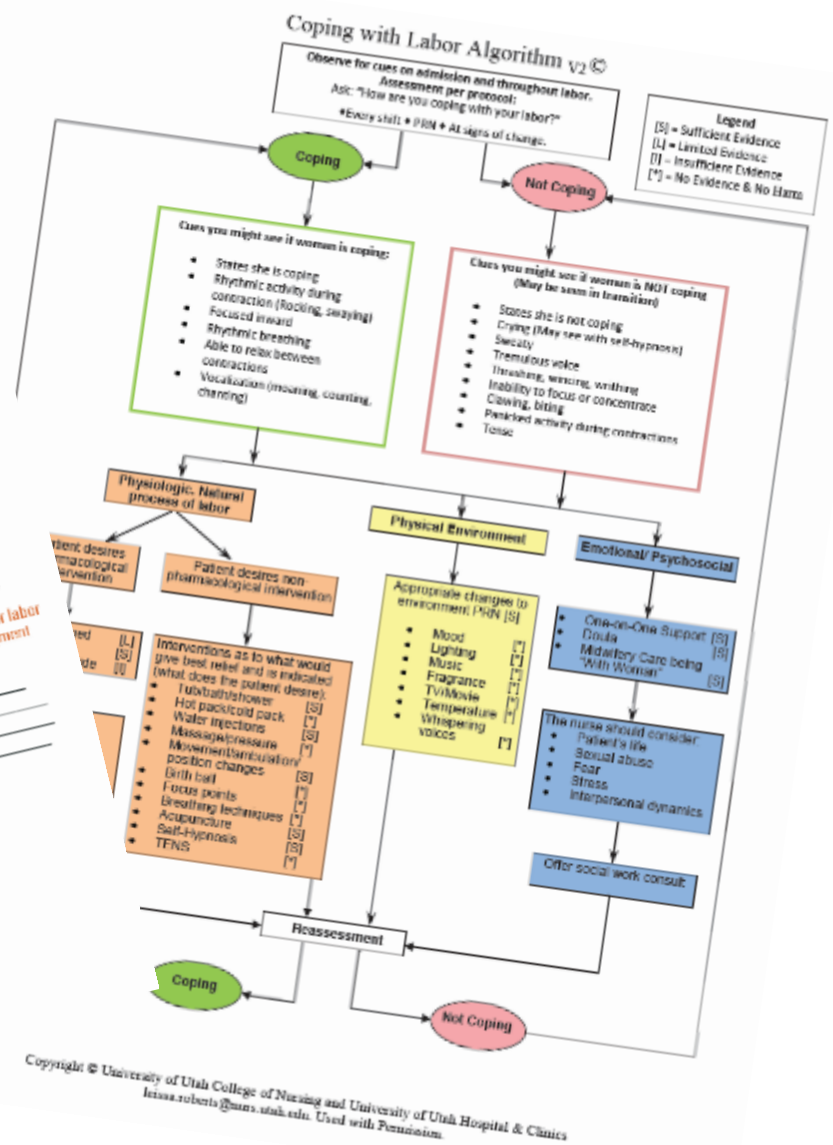 Coping with Labor Algorithm V2©
Observe for cues on admission and throughout labor.
Assessment per protocol:
Ask: "How are you coping with your labor?"
•Every shift • PRN • At signs of change.
Legend
[S] = Sufficient Evidence
[L] = Limited Evidence
[I] = Insufficient Evidence
[*] = No Evidence & No Harm
Coping
Not Coping
Cues you might see if woman is coping:
• States she is coping
• Rhythmic activity during
contraction (Rocking, swaying)
• Focused inward
• Rhythmic breathing
• Able to relax between
contractions
• Vocalization (moaning, counting,
chanting)
Cues you might see if woman is NOT coping
(May be seen in transition)
• States she is not coping
• Crying (May see with self-hypnosis)
• Sweaty
• Tremulous voice
• Thrashing, wincing, writhing
• Inability to focus or concentrate
• Clawing, biting
• Panicked activity during contractions
• Tense
Physiologic, Natural
process of labor
Physical Environment
Emotional/ Psychosocial
desires
Patient desires non-
pharmacological intervention
[L]
[S]
[I]
Interventions as to what would
give best relief and is indicated
(what does the patient desire):
• Tub/bath/shower [S]
• Hot pack/cold pack [*]
• Water injections [S]
• Massage/pressure [*]
• Movement/ambulation/
position changes [S]
• Birth ball [*]
• Focus points [*]
• Breathing techniques [*]
• Acupuncture [S]
• Self-Hypnosis [S]
• TENS [*]
Appropriate changes to
environment PRN [S]
• Mood [*]
• Lighting [*]
• Music [*]
• Fragrance [*]
• TV/Movie [*]
• Temperature [*]
• Whispering
voices [*]
• One-on-One Support [S]
• Doula [S]
• Midwifery Care being
"With Woman" [S]
The nurse should consider:
• Patient's life
• Sexual abuse
• Fear
• Stress
• Interpersonal dynamics
Offer social work consult
labor
Reassessment
Coping
Not Coping
Copyright © University of Utah College of Nursing and University of Utah Hospital & Clinics
Used with Permission.